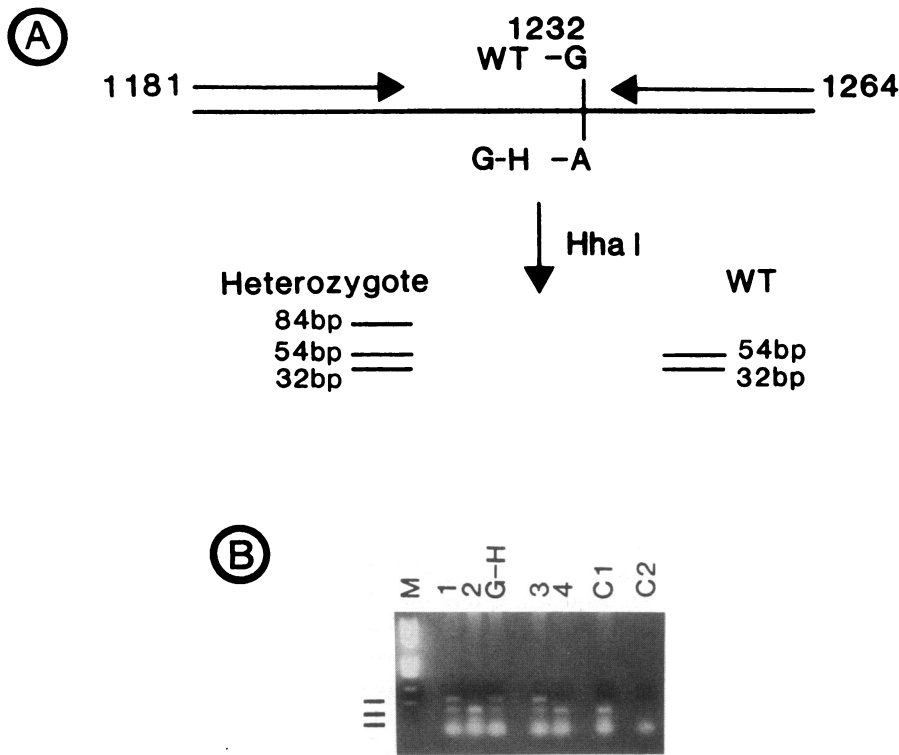 A
1232
WT -G
1181
1264
G-H -A
Hha I
Heterozygote
WT
84bp
54bp
32bp
54bp
32bp
B
M
1
2
G-H
3
4
C1
C2